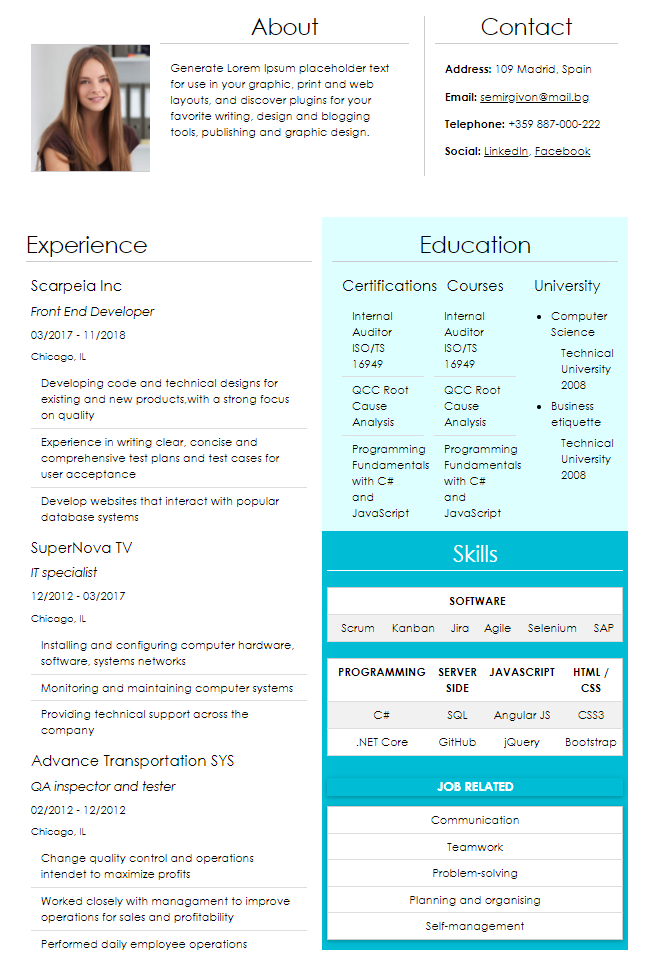 About
Generate Lorem Ipsum placeholder text
for use in your graphic, print and web
layouts, and discover plugins for your
favorite writing, design and blogging
tools, publishing and graphic design.
Contact
Address: 109 Madrid, Spain
Email: semirgivon@mail.bg
Telephone: +359 887-000-222
Social: LinkedIn, Facebook
Experience
Scarpeia Inc
Front End Developer
03/2017 - 11/2018
Chicago, IL
Developing code and technical designs for
existing and new products,with a strong focus
on quality
Experience in writing clear, concise and
comprehensive test plans and test cases for
user acceptance
Develop websites that interact with popular
database systems
SuperNova TV
IT specialist
12/2012 - 03/2017
Chicago, IL
Installing and configuring computer hardware,
software, systems networks
Monitoring and maintaining computer systems
Providing technical support across the
company
Advance Transportation SYS
QA inspector and tester
02/2012 - 12/2012
Chicago, IL
Change quality control and operations
intendet to maximize profits
Worked closely with managament to improve
operations for sales and profitability
Performed daily employee operations
Education
Certifications
Internal
Auditor
ISO/TS
16949
QCC Root
Cause
Analysis
Programming
Fundamentals
with C#
and
JavaScript
Courses
Internal
Auditor
ISO/TS
16949
QCC Root
Cause
Analysis
Programming
Fundamentals
with C#
and
JavaScript
University
• Computer
Science
Technical
University
2008
• Business
etiquette
Technical
University
2008
Skills
SOFTWARE
Scrum Kanban Jira Agile Selenium SAP
PROGRAMMING SERVER JAVASCRIPT HTML /
SIDE CSS
C# SQL Angular JS CSS3
.NET Core GitHub jQuery Bootstrap
JOB RELATED
Communication
Teamwork
Problem-solving
Planning and organising
Self-management